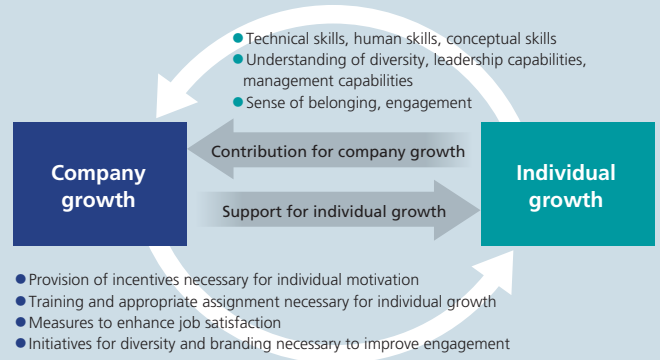 ● Technical skills, human skills, conceptual skills
● Understanding of diversity, leadership capabilities,
management capabilities
● Sense of belonging, engagement
Contribution for company growth
Company
growth
Individual
growth
Support for individual growth
● Provision of incentives necessary for individual motivation
● Training and appropriate assignment necessary for individual growth
● Measures to enhance job satisfaction
● Initiatives for diversity and branding necessary to improve engagement